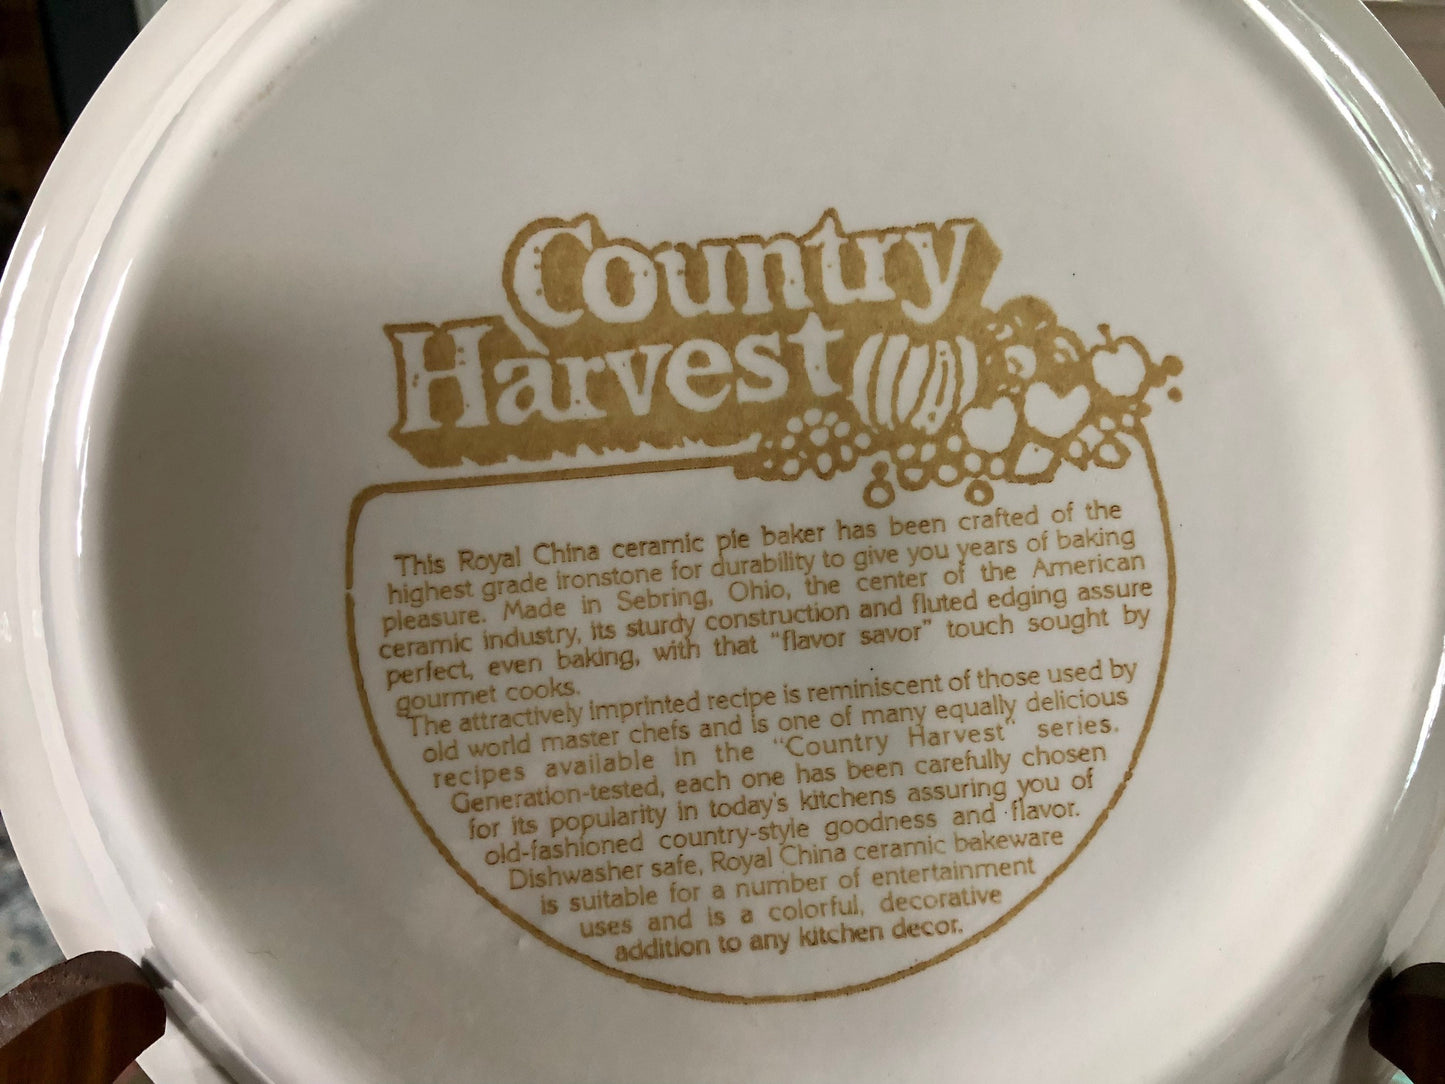 Country
Harvest
This Royal China ceramic pie baker has been crafted of the
highest grade ironstone for durability to give you years of baking
pleasure. Made in Sebring, Ohio, the center of the American
ceramic industry, its sturdy construction and fluted edging assure
perfect, even baking, with that "flavor savor" touch sought by
gourmet cooks.
The attractively imprinted recipe is reminiscent of those used by
old world master chefs and is one of many equally delicious
recipes available in the "Country Harvest" series.
Generation-tested, each one has been carefully chosen
for its popularity in today's kitchens assuring you of
old-fashioned country-style goodness and flavor.
Dishwasher safe, Royal China ceramic bakeware
is suitable for a number of entertainment
uses and is a colorful, decorative
addition to any kitchen decor.